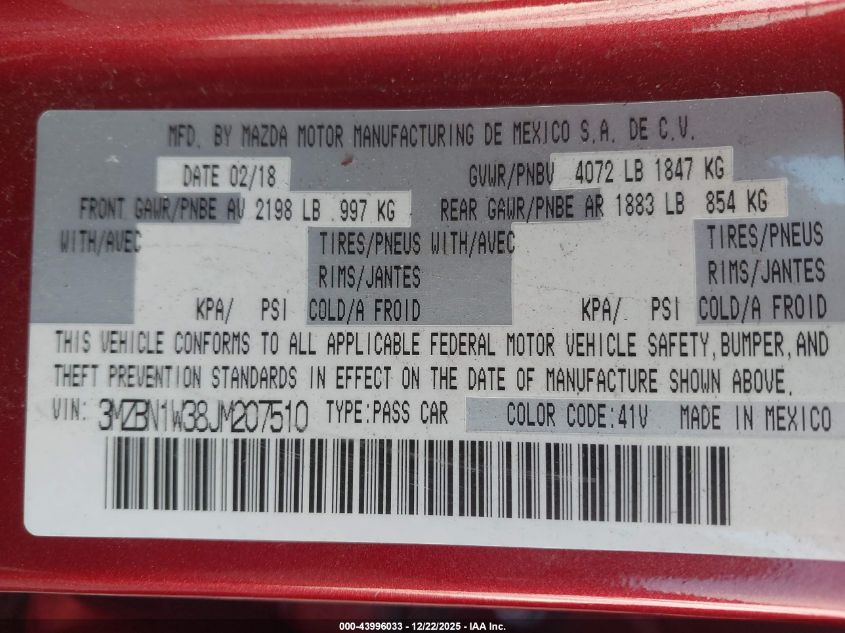 MFD. BY MAZDA MOTOR MANUFACTURING DE MEXICO S.A. DE C.V.
DATE 02/18 GVWR/PNBV 4072 LB 1847 KG
FRONT GAWR/PNBE AV 2198 LB 997 KG REAR GAWR/PNBE AR 1883 LB 854 KG
WITH/AVEC TIRES/PNEUS WITH/AVEC TIRES/PNEUS
RIMS/JANTES RIMS/JANTES
KPA/ PSI COLD/A FROID KPA/ PSI COLD/A FROID
THIS VEHICLE CONFORMS TO ALL APPLICABLE FEDERAL MOTOR VEHICLE SAFETY, BUMPER, AND
THEFT PREVENTION STANDARDS IN EFFECT ON THE DATE OF MANUFACTURE SHOWN ABOVE.
VIN: 3MZBN1W38JM207510 TYPE:PASS CAR COLOR CODE:41V MADE IN MEXICO
000-43996033 - 12/22/2025 - IAA Inc.